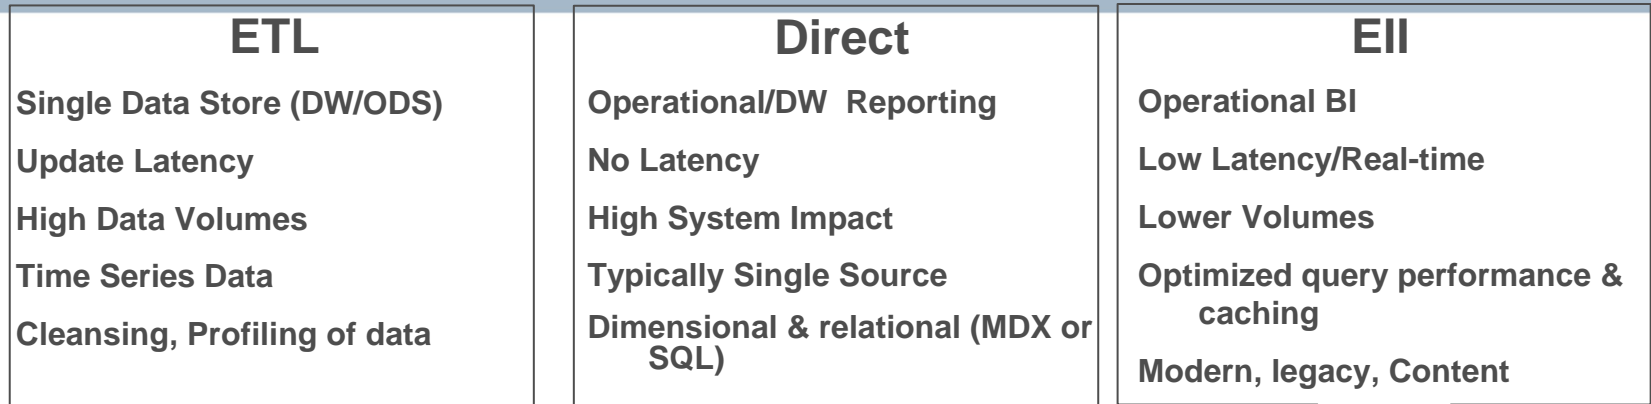 ETL
Single Data Store (DW/ODS)
Update Latency
High Data Volumes
Time Series Data
Cleansing, Profiling of data
Direct
Operational/DW Reporting
No Latency
High System Impact
Typically Single Source
Dimensional & relational (MDX or
SQL)
EII
Operational BI
Low Latency/Real-time
Lower Volumes
Optimized query performance &
caching
Modern, legacy, Content